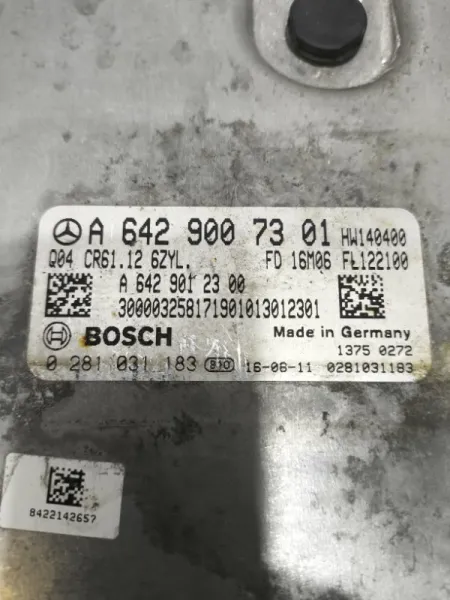 A 642 900 73 01 HW140400
Q04 CR61.12 6ZYL. FD 16M06 FL122100
A 642 901 23 00
300003258171901013012301
BOSCH Made in Germany
1375 0272
0 281 031 183 16-06-11 0281031183
8422142657